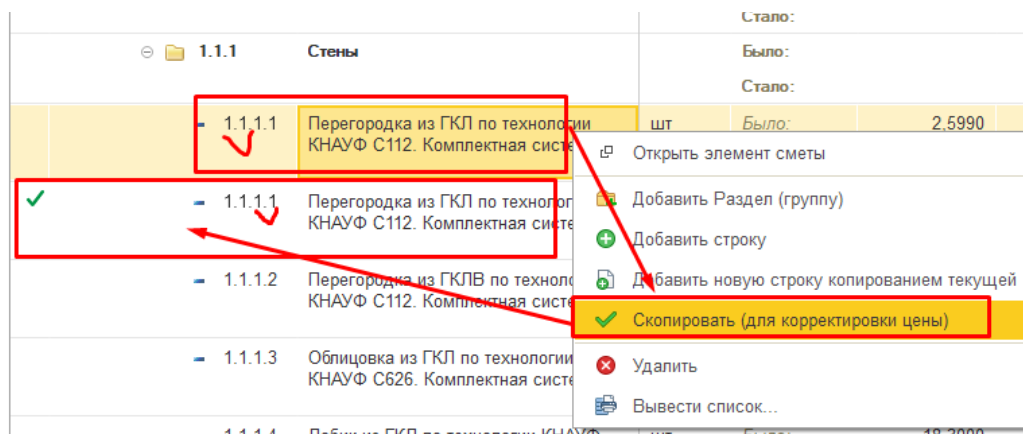 Стало:
1.1.1 Стены Было:
Стало:
1.1.1.1 Перегородка из ГКЛ по технологии шт Было: 2,5990
КНАУФ С112. Комплектная сист
Открыть элемент сметы
Добавить Раздел (группу)
1.1.1.1 Перегородка из ГКЛ по технолог
КНАУФ С112. Комплектная систе
Добавить строку
1.1.1.2 Перегородка из ГКЛВ по техноло
КНАУФ С112. Комплектная систе
Добавить новую строку копированием текущей
Скопировать (для корректировки цены)
1.1.1.3 Облицовка из ГКЛ по технологии
КНАУФ С626. Комплектная систе
Удалить
Вывести список...